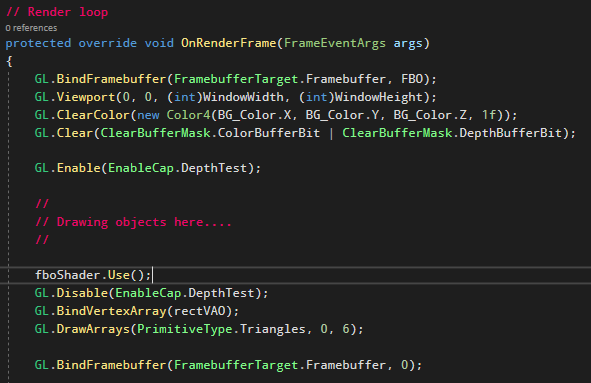 // Render loop
0 references
protected override void OnRenderFrame(FrameEventArgs args)
{
GL.BindFramebuffer(FramebufferTarget.Framebuffer, FBO);
GL.Viewport(0, 0, (int)WindowWidth, (int)WindowHeight);
GL.ClearColor(new Color4(BG_Color.X, BG_Color.Y, BG_Color.Z, 1f));
GL.Clear(ClearBufferMask.ColorBufferBit | ClearBufferMask.DepthBufferBit);
GL.Enable(EnableCap.DepthTest);
//
// Drawing objects here....
//
fboShader.Use();
GL.Disable(EnableCap.DepthTest);
GL.BindVertexArray(rectVAO);
GL.DrawArrays(PrimitiveType.Triangles, 0, 6);
GL.BindFramebuffer(FramebufferTarget.Framebuffer, 0);